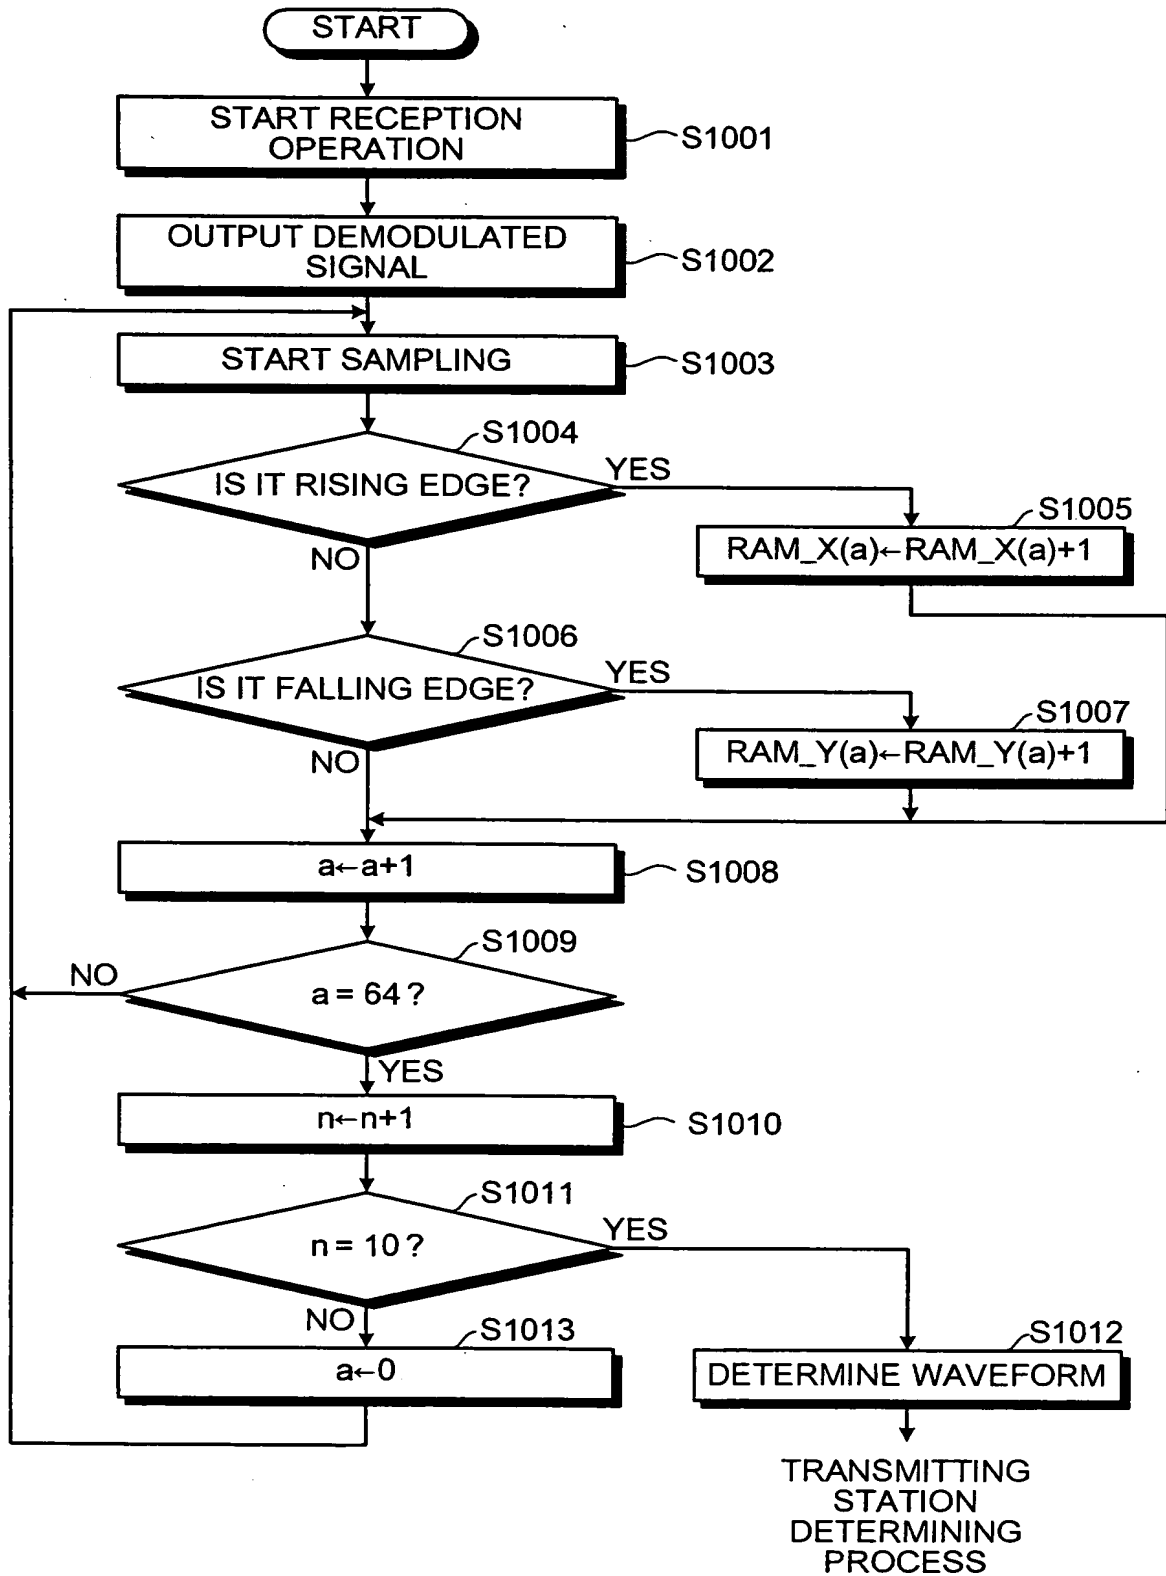 START
START RECEPTION
OPERATION
S1001
OUTPUT DEMODULATED
SIGNAL
S1002
START SAMPLING
S1003
S1004
IS IT RISING EDGE?
YES
NO
S1005
RAM_X(a)←RAM_X(a)+1
S1006
IS IT FALLING EDGE?
YES
NO
S1007
RAM_Y(a)←RAM_Y(a)+1
a←a+1
S1008
S1009
a = 64 ?
NO
YES
n←n+1
S1010
S1011
n = 10 ?
YES
NO
S1013
a←0
S1012
DETERMINE WAVEFORM
TRANSMITTING
STATION
DETERMINING
PROCESS